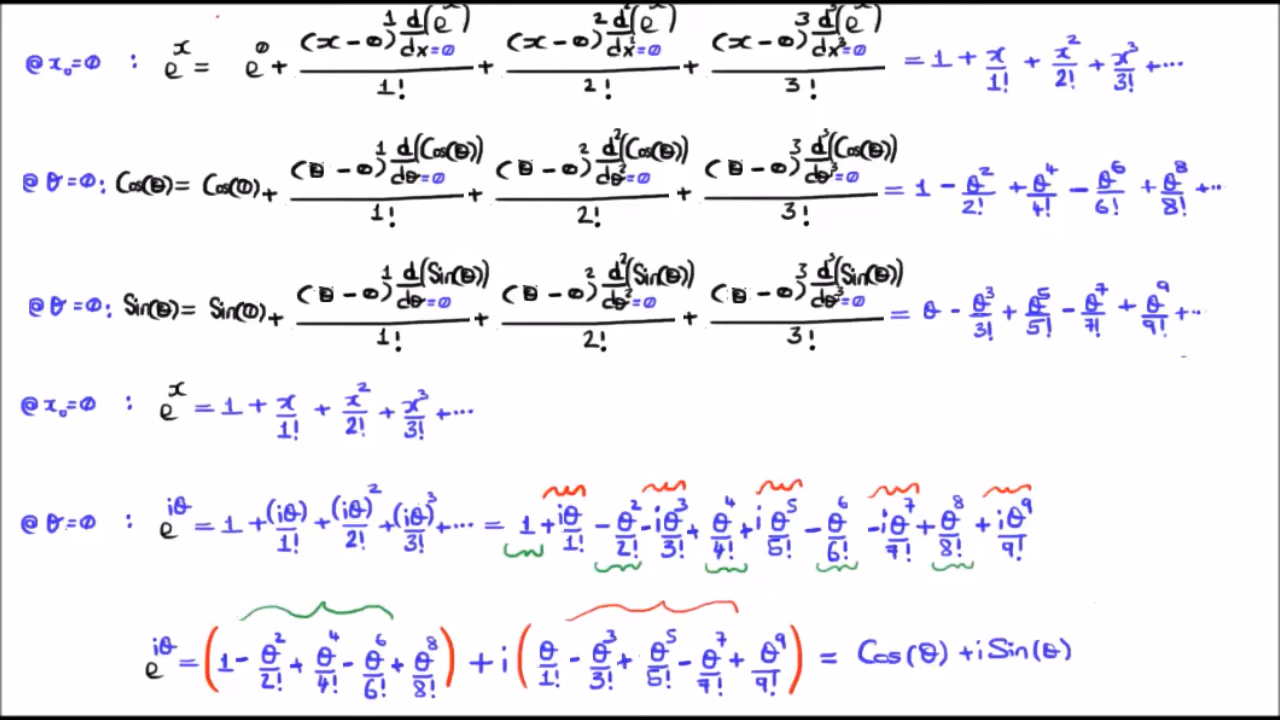 @ x₀=0 : eˣ = e⁰ + (x-0)¹ d(eˣ)/dx=0 / 1! + (x-0)² d²(eˣ)/dx²=0 / 2! + (x-0)³ d³(eˣ)/dx³=0 / 3! = 1 + x/1! + x²/2! + x³/3! + ...
@ θ=0: Cos(θ) = Cos(0) + (θ-0)¹ d(Cos(θ))/dθ=0 / 1! + (θ-0)² d²(Cos(θ))/dθ²=0 / 2! + (θ-0)³ d³(Cos(θ))/dθ³=0 / 3! = 1 - θ²/2! + θ⁴/4! - θ⁶/6! + θ⁸/8! + ...
@ θ=0: Sin(θ) = Sin(0) + (θ-0)¹ d(Sin(θ))/dθ=0 / 1! + (θ-0)² d²(Sin(θ))/dθ²=0 / 2! + (θ-0)³ d³(Sin(θ))/dθ³=0 / 3! = θ - θ³/3! + θ⁵/5! - θ⁷/7! + θ⁹/9! + ...
@ x₀=0 : eˣ = 1 + x/1! + x²/2! + x³/3! + ...
@ θ=0 : e^(iθ) = 1 + (iθ)/1! + (iθ)²/2! + (iθ)³/3! + ... = 1 + iθ/1! - θ²/2! - iθ³/3! + θ⁴/4! + iθ⁵/5! - θ⁶/6! - iθ⁷/7! + θ⁸/8! + iθ⁹/9!
e^(iθ) = (1 - θ²/2! + θ⁴/4! - θ⁶/6! + θ⁸/8!) + i(θ/1! - θ³/3! + θ⁵/5! - θ⁷/7! + θ⁹/9!) = Cos(θ) + i Sin(θ)